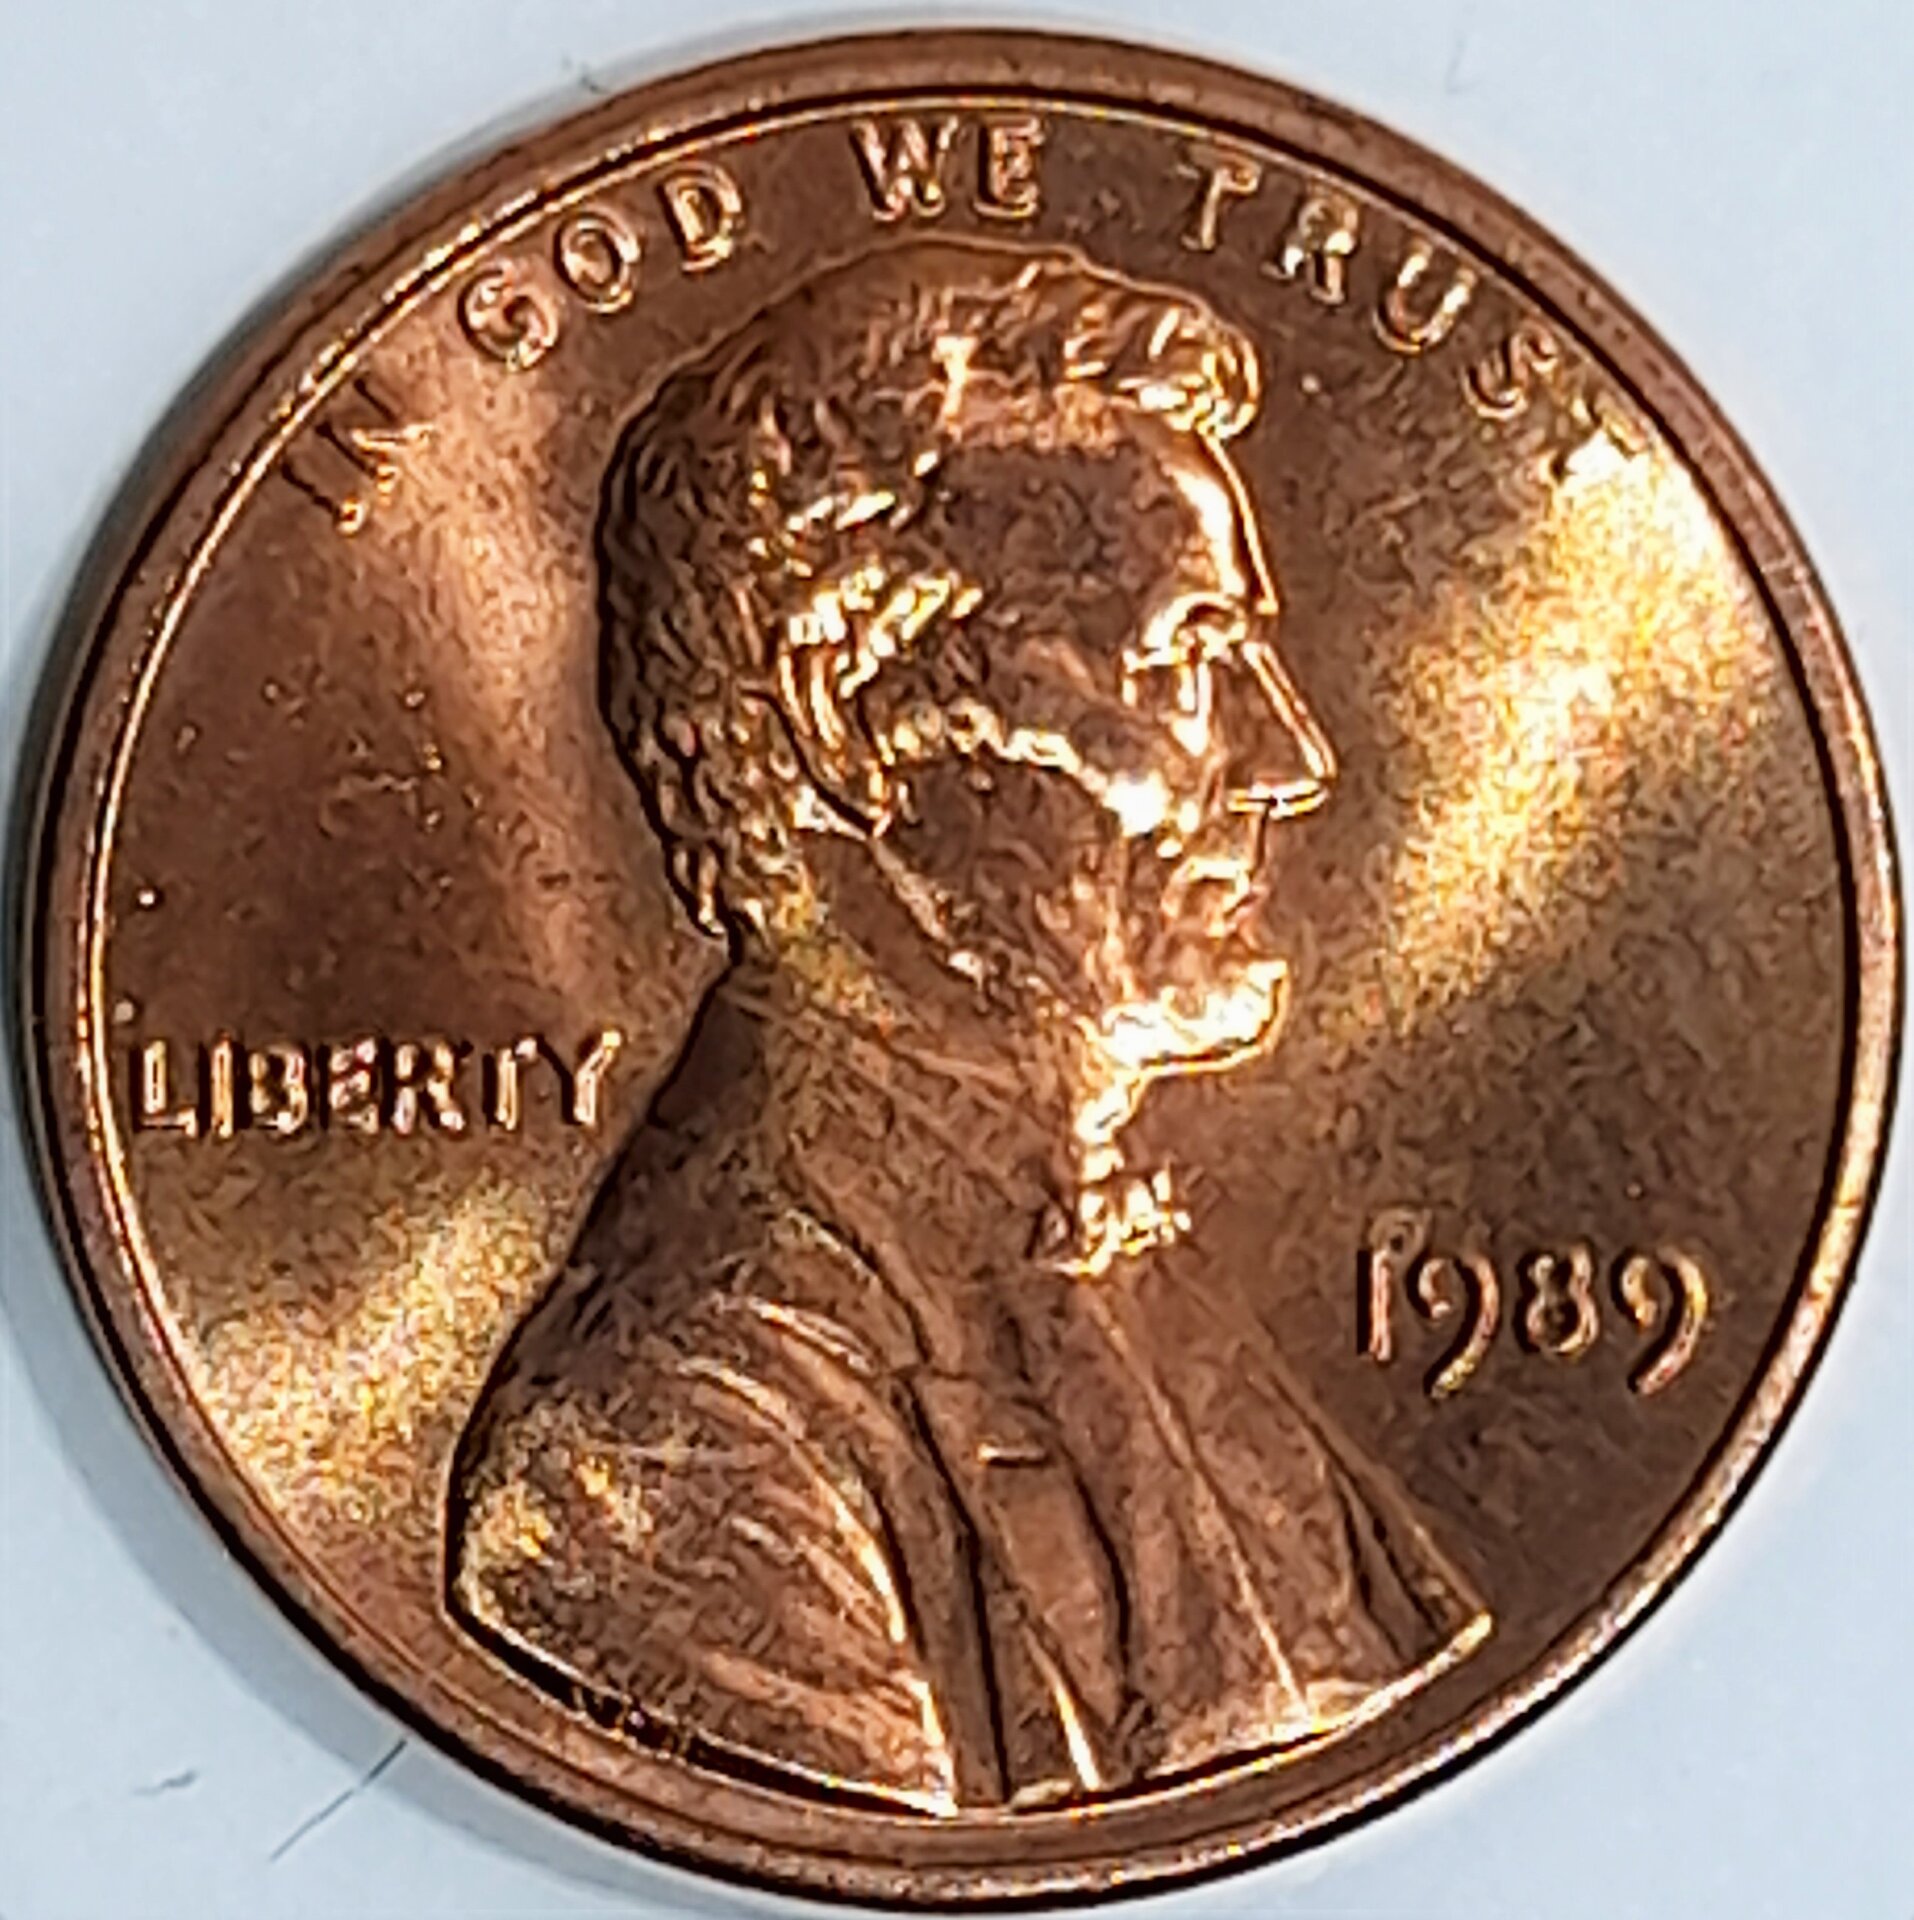 IN GOD WE TRUST
LIBERTY
1989